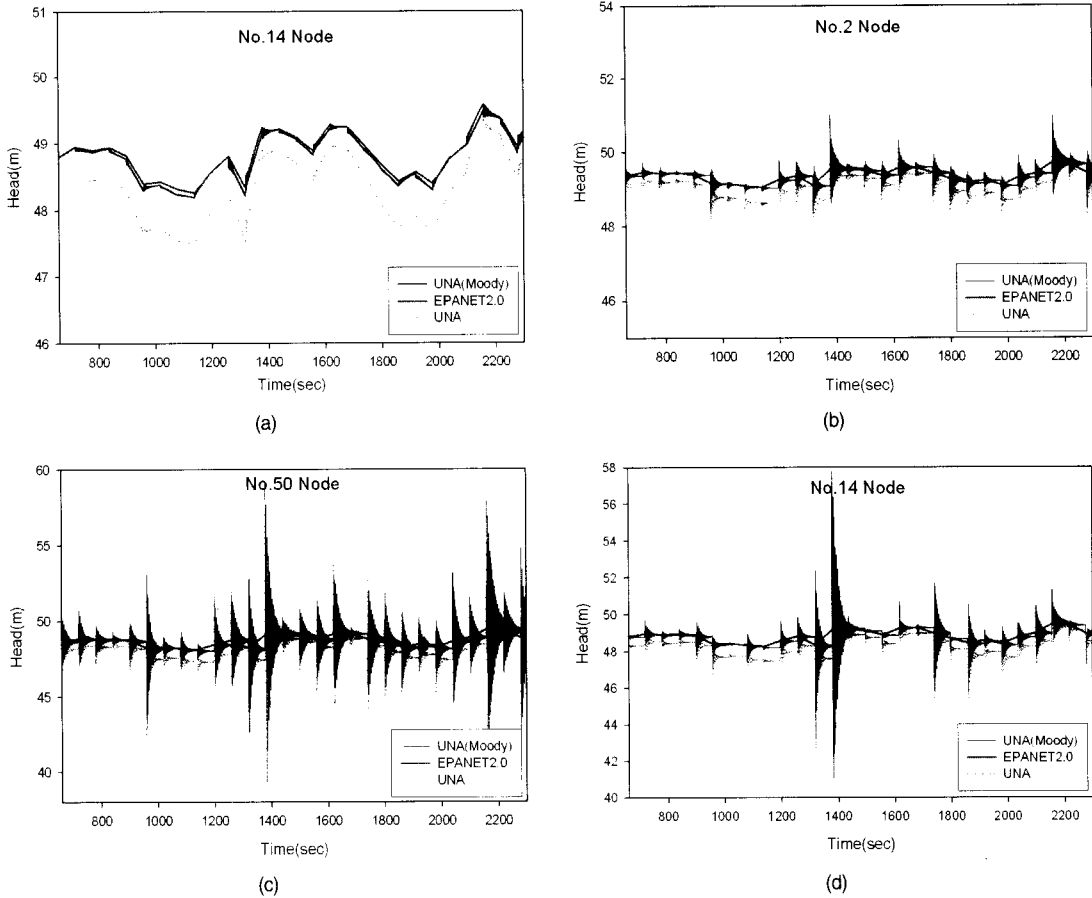 No.14 Node
51
50
49
48
47
46
Head(m)
UNA(Moody)
EPANET2.0
UNA
800 1000 1200 1400 1600 1800 2000 2200
Time(sec)
(a)
No.2 Node
54
52
50
48
46
Head(m)
UNA(Moody)
EPANET2.0
UNA
800 1000 1200 1400 1600 1800 2000 2200
Time(sec)
(b)
No.50 Node
60
55
50
45
40
Head(m)
UNA(Moody)
EPANET2.0
UNA
800 1000 1200 1400 1600 1800 2000 2200
Time(sec)
(c)
No.14 Node
58
56
54
52
50
48
46
44
42
40
Head(m)
UNA(Moody)
EPANET2.0
UNA
800 1000 1200 1400 1600 1800 2000 2200
Time(sec)
(d)